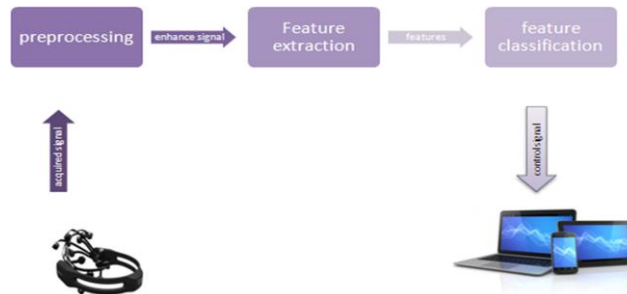 preprocessing
enhance signal
Feature
extraction
features
feature
classification
acquired signal
control signal